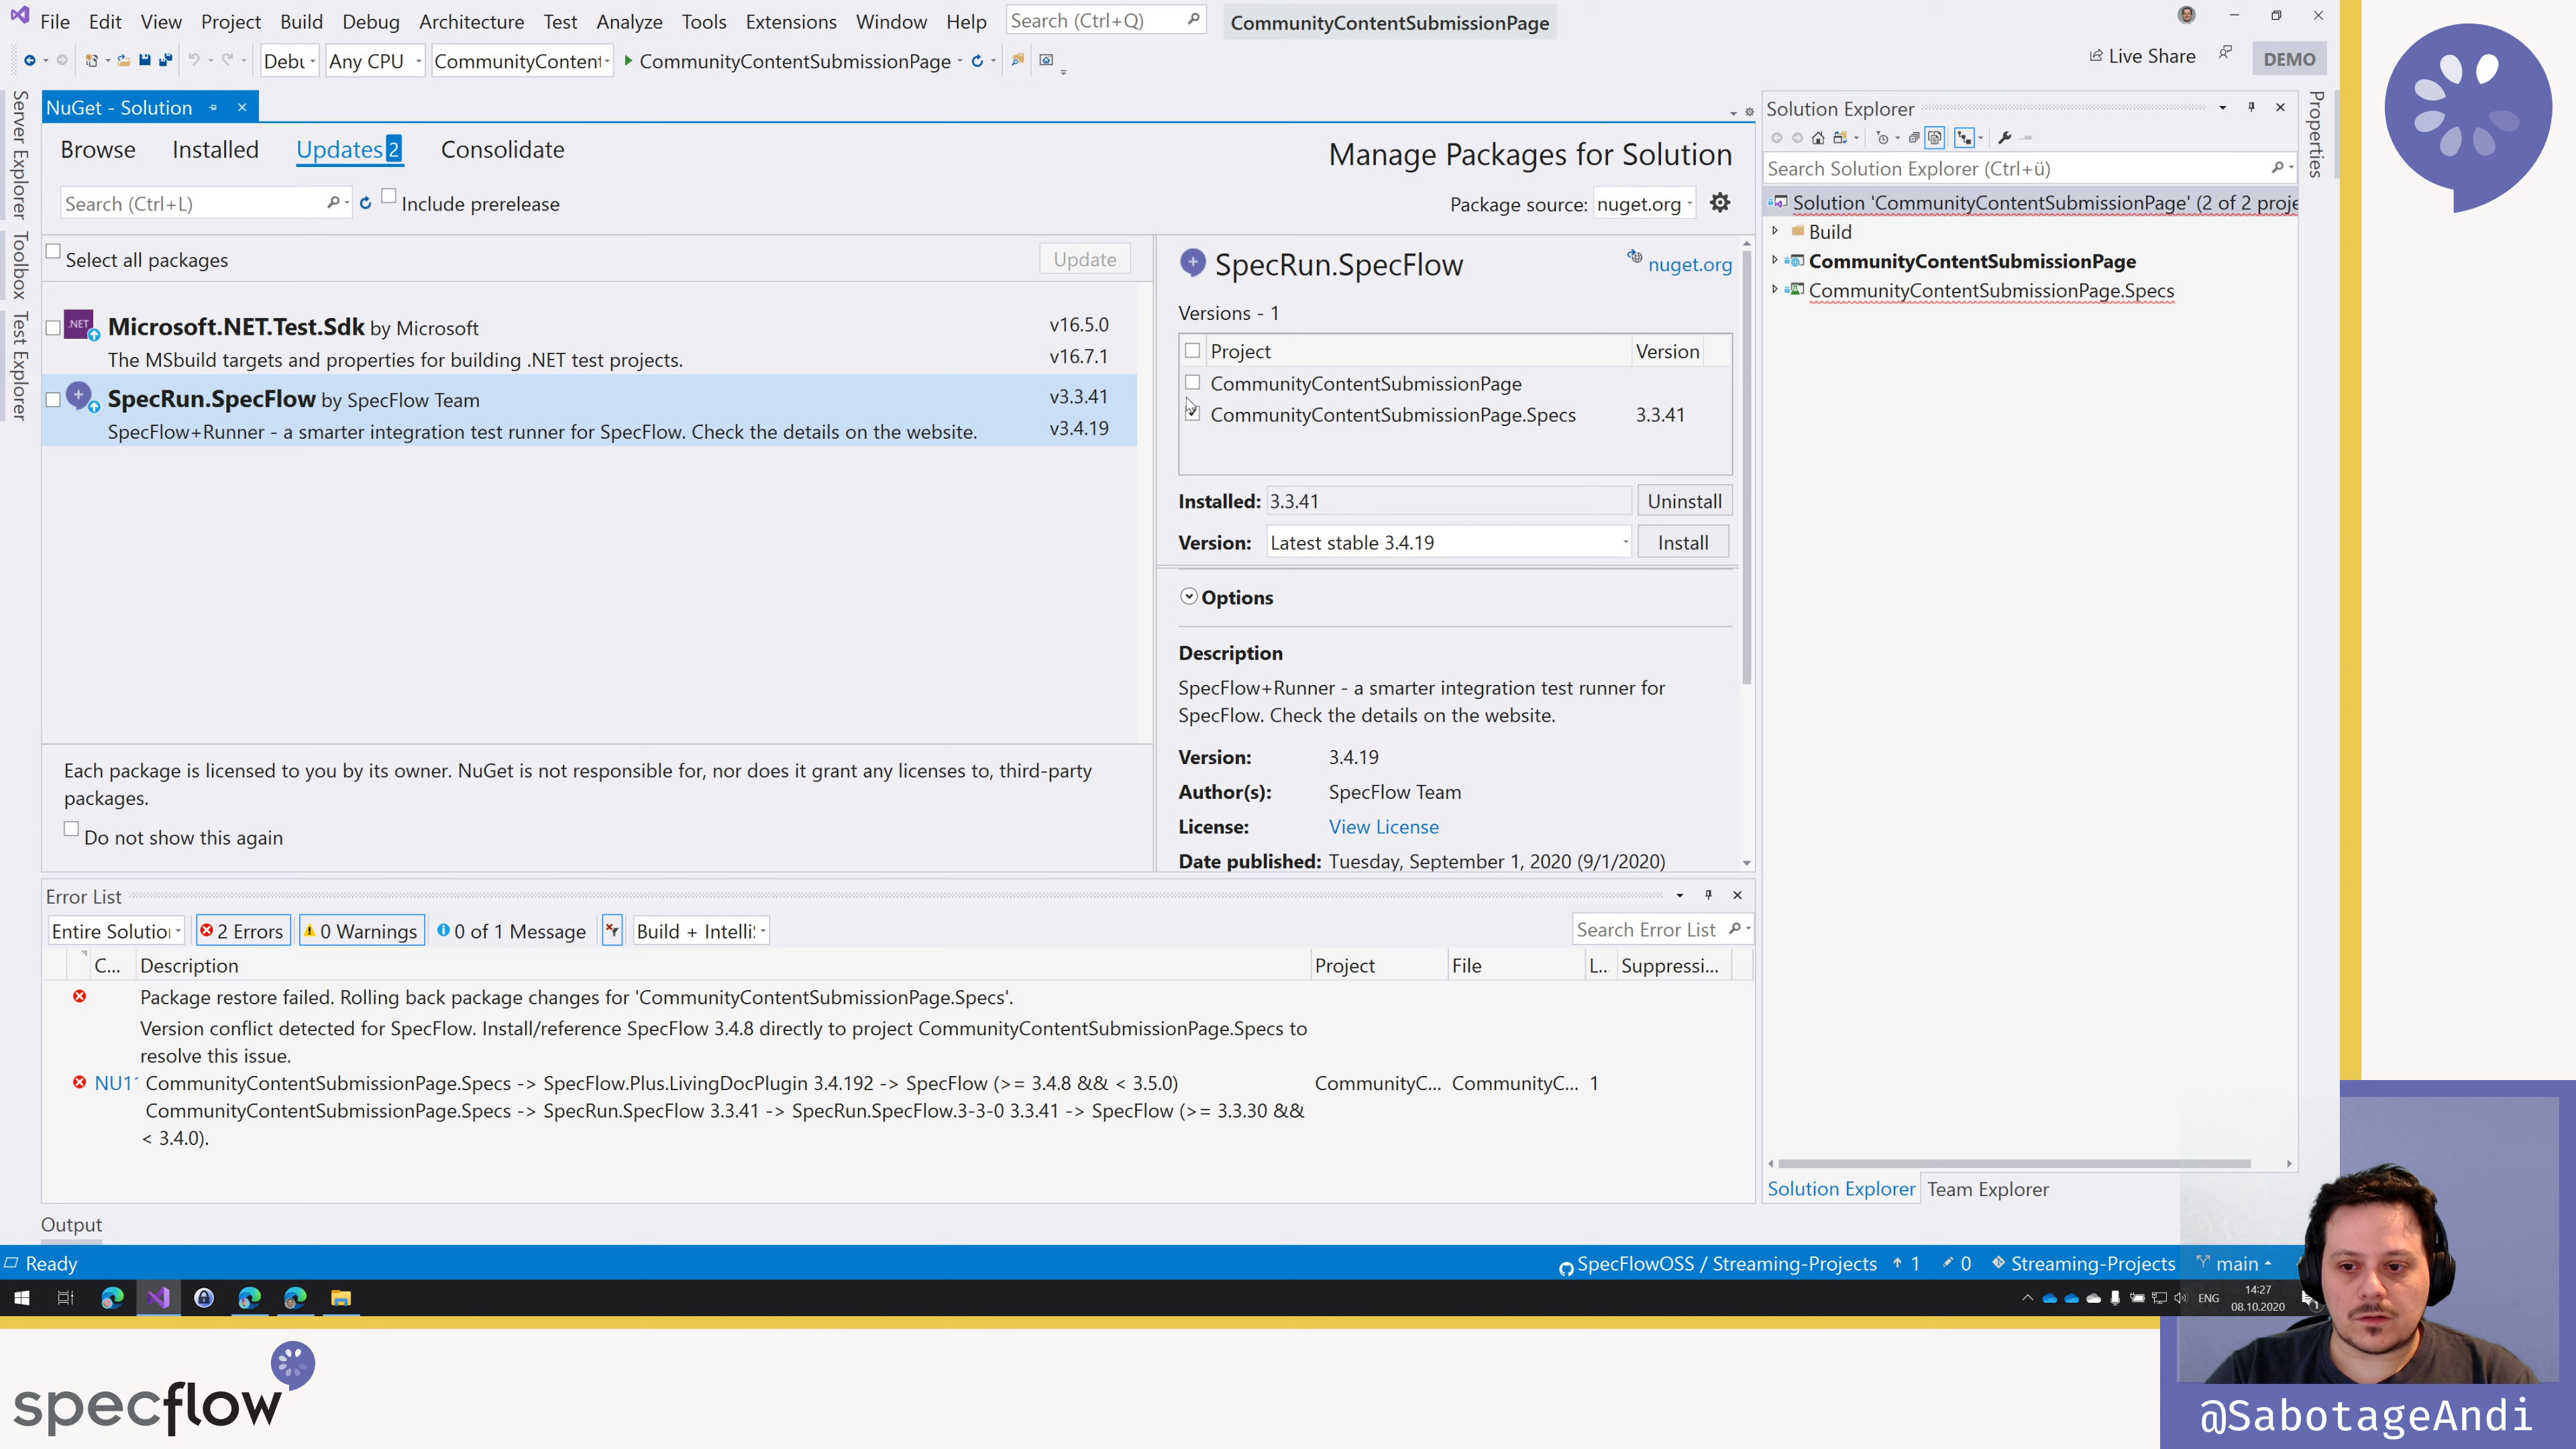 File Edit View Project Build Debug Architecture Test Analyze Tools Extensions Window Help Search (Ctrl+Q) CommunityContentSubmissionPage
Debu Any CPU CommunityContent CommunityContentSubmissionPage Live Share DEMO
Server Explorer Toolbox Test Explorer
NuGet - Solution
Browse Installed Updates 2 Consolidate
Manage Packages for Solution
Search (Ctrl+L) Include prerelease
Package source: nuget.org
Select all packages Update
Microsoft.NET.Test.Sdk by Microsoft v16.5.0
The MSbuild targets and properties for building .NET test projects. v16.7.1
SpecRun.SpecFlow by SpecFlow Team v3.3.41
SpecFlow+Runner - a smarter integration test runner for SpecFlow. Check the details on the website. v3.4.19
Each package is licensed to you by its owner. NuGet is not responsible for, nor does it grant any licenses to, third-party
packages.
Do not show this again
SpecRun.SpecFlow nuget.org
Versions - 1
Project Version
CommunityContentSubmissionPage
CommunityContentSubmissionPage.Specs 3.3.41
Installed: 3.3.41 Uninstall
Version: Latest stable 3.4.19 Install
Options
Description
SpecFlow+Runner - a smarter integration test runner for
SpecFlow. Check the details on the website.
Version: 3.4.19
Author(s): SpecFlow Team
License: View License
Date published: Tuesday, September 1, 2020 (9/1/2020)
Solution Explorer
Search Solution Explorer (Ctrl+ü)
Solution 'CommunityContentSubmissionPage' (2 of 2 proje
Build
CommunityContentSubmissionPage
CommunityContentSubmissionPage.Specs
Solution Explorer Team Explorer
Properties
Error List
Entire Solution 2 Errors 0 Warnings 0 of 1 Message Build + Intelli Search Error List
C... Description Project File L.. Suppressi...
Package restore failed. Rolling back package changes for 'CommunityContentSubmissionPage.Specs'.
Version conflict detected for SpecFlow. Install/reference SpecFlow 3.4.8 directly to project CommunityContentSubmissionPage.Specs to
resolve this issue.
NU11 CommunityContentSubmissionPage.Specs -> SpecFlow.Plus.LivingDocPlugin 3.4.192 -> SpecFlow (>= 3.4.8 && < 3.5.0) CommunityC... CommunityC... 1
CommunityContentSubmissionPage.Specs -> SpecRun.SpecFlow 3.3.41 -> SpecRun.SpecFlow.3-3-0 3.3.41 -> SpecFlow (>= 3.3.30 &&
< 3.4.0).
Output
Ready SpecFlowOSS / Streaming-Projects 1 0 Streaming-Projects main
ENG 14:27
08.10.2020
1
specflow
@SabotageAndi